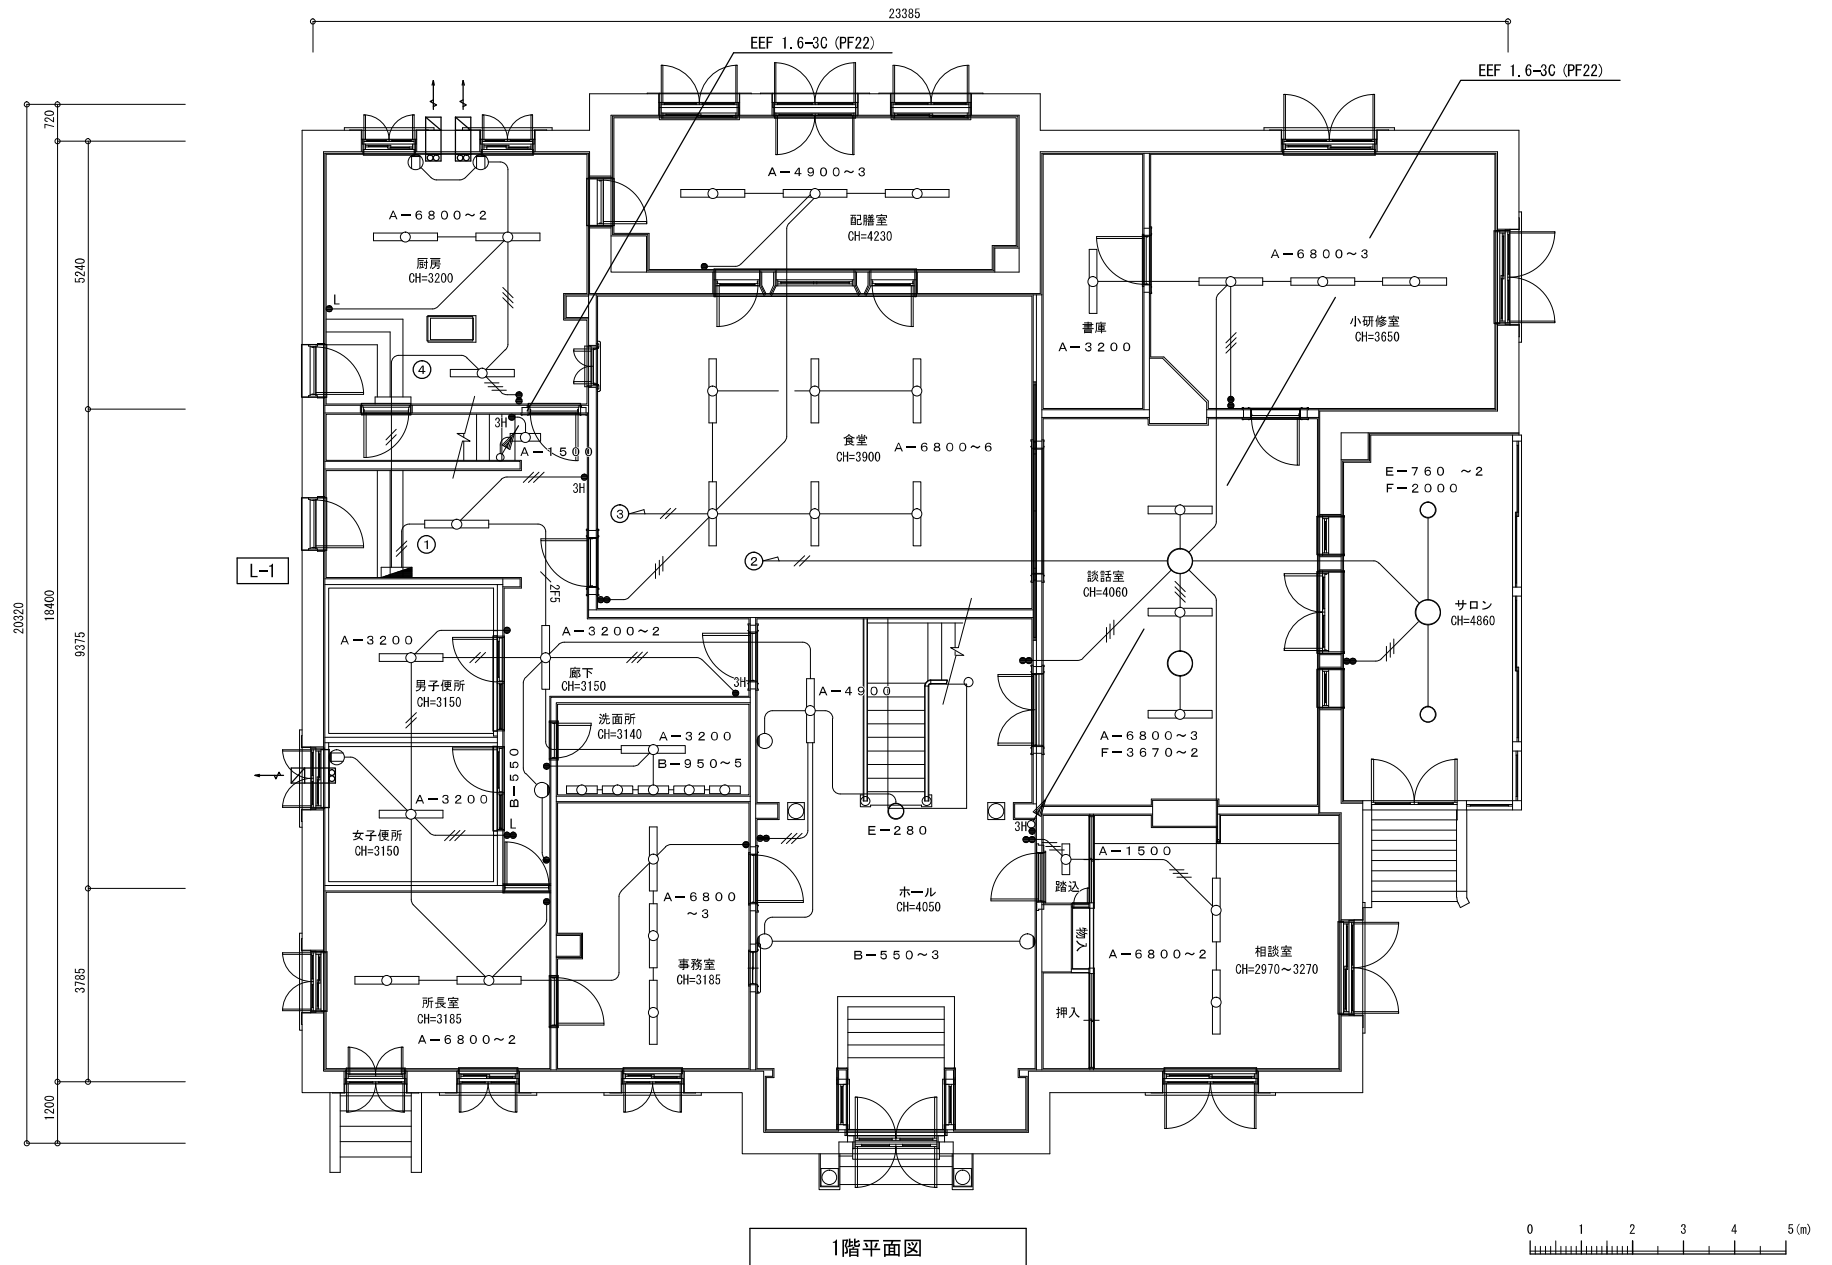 23385
EEF 1.6-3C (PF22)
EEF 1.6-3C (PF22)
720
5240
9375
3785
1200
18400
20320
A-4900~3
配膳室
CH=4230
A-6800~2
厨房
CH=3200
L
④
A-6800~3
小研修室
CH=3650
書庫
A-3200
3H
A-1500
食堂
CH=3900
A-6800~6
③
②
3H
①
L-1
2F5
E-760 ~2
F-2000
談話室
CH=4060
サロン
CH=4860
A-3200
男子便所
CH=3150
A-3200~2
廊下
CH=3150
3H
A-4900
洗面所
CH=3140
A-3200
B-950~5
A-6800~3
F-3670~2
B-550
L
A-3200
女子便所
CH=3150
E-280
3H
A-1500
踏込
A-6800
~3
ホール
CH=4050
物入
A-6800~2
相談室
CH=2970~3270
B-550~3
事務室
CH=3185
所長室
CH=3185
A-6800~2
押入
1階平面図
0 1 2 3 4 5(m)